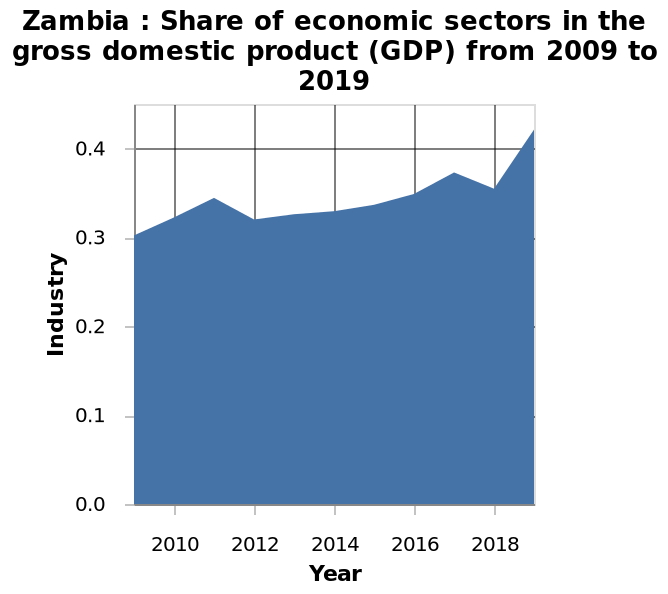 Zambia : Share of economic sectors in the
gross domestic product (GDP) from 2009 to
2019
0.4
0.3
0.2
0.1
0.0
Industry
2010 2012 2014 2016 2018
Year